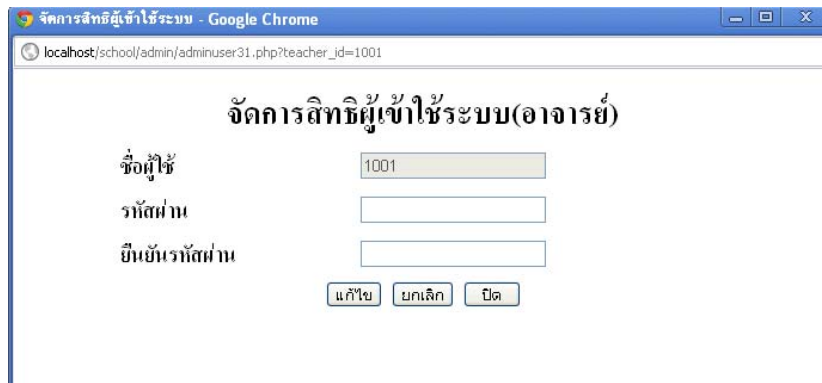 จัดการสิทธิผู้เข้าใช้ระบบ - Google Chrome
localhost/school/admin/adminuser31.php?teacher_id=1001
จัดการสิทธิผู้เข้าใช้ระบบ(อาจารย์)
ชื่อผู้ใช้ 1001
รหัสผ่าน
ยืนยันรหัสผ่าน
แก้ไข ยกเลิก ปิด